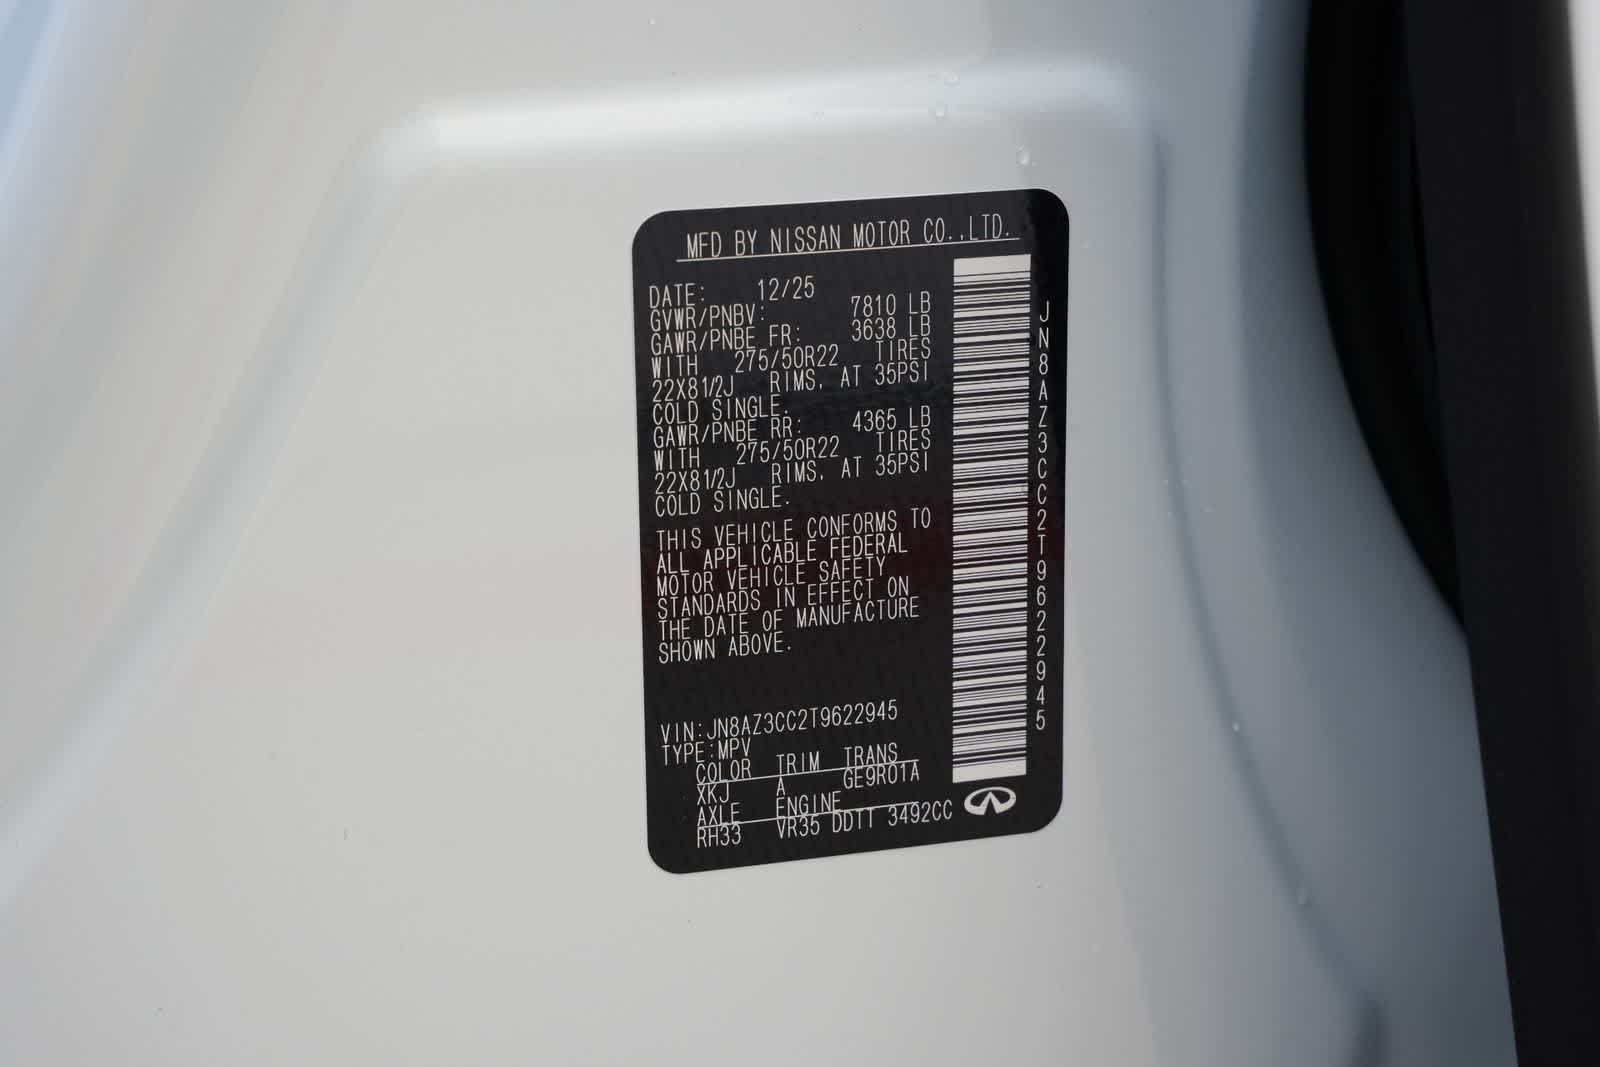 MFD BY NISSAN MOTOR CO.,LTD.
DATE: 12/25
GVWR/PNBV: 7810 LB
GAWR/PNBE FR: 3638 LB
WITH 275/50R22 TIRES
22X81/2J RIMS, AT 35PSI
COLD SINGLE.
GAWR/PNBE RR: 4365 LB
WITH 275/50R22 TIRES
22X81/2J RIMS, AT 35PSI
COLD SINGLE.
THIS VEHICLE CONFORMS TO
ALL APPLICABLE FEDERAL
MOTOR VEHICLE SAFETY
STANDARDS IN EFFECT ON
THE DATE OF MANUFACTURE
SHOWN ABOVE.
VIN:JN8AZ3CC2T9622945
TYPE:MPV
COLOR TRIM TRANS
XKJ A GE9R01A
AXLE ENGINE
RH33 VR35 DDTT 3492CC
JN8AZ3CC2T9622945